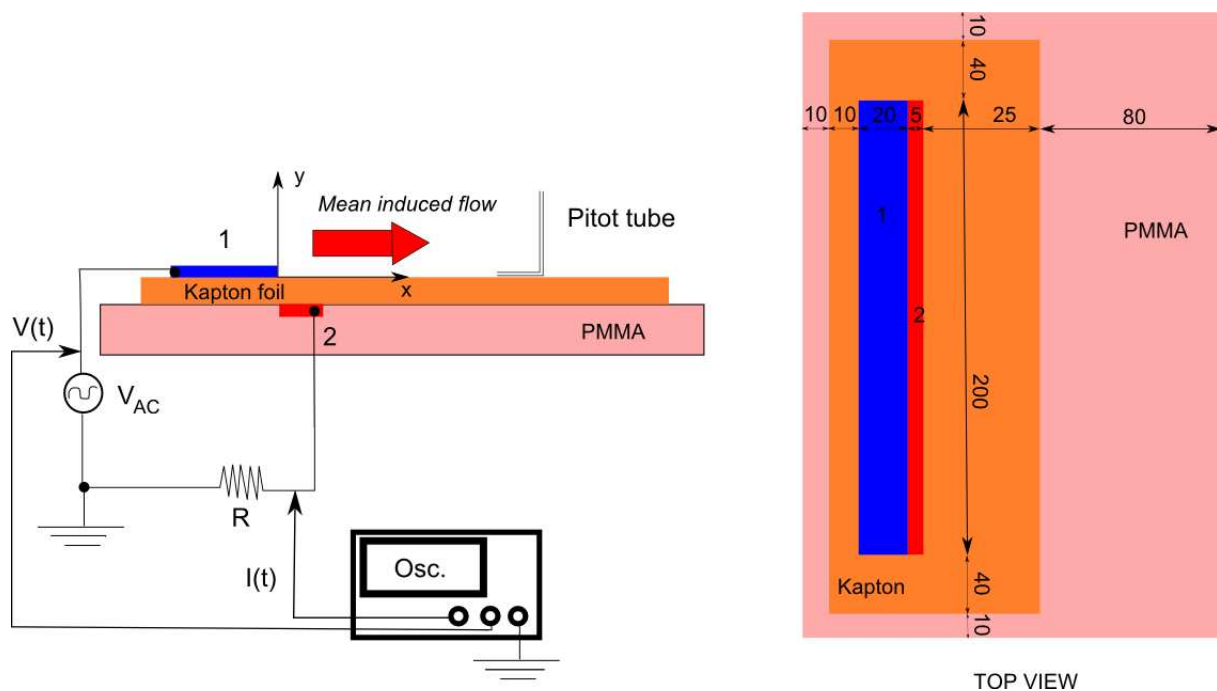 y
Mean induced flow
1
Pitot tube
Kapton foil
x
V(t)
2
PMMA
V_AC
R
I(t)
Osc.
10
40
10
10
20
5
25
80
1
PMMA
2
200
Kapton
40
10
TOP VIEW